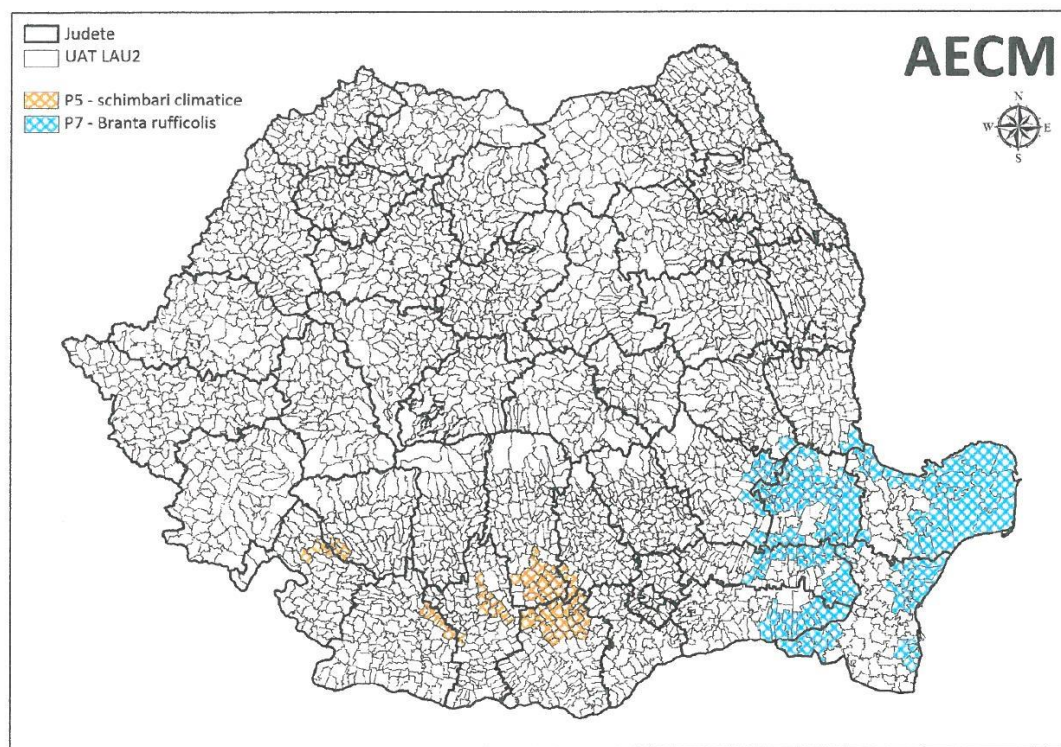 Judete
UAT LAU2
P5 - schimbari climatice
P7 - Branta rufficolis
AECM
N
W E
S